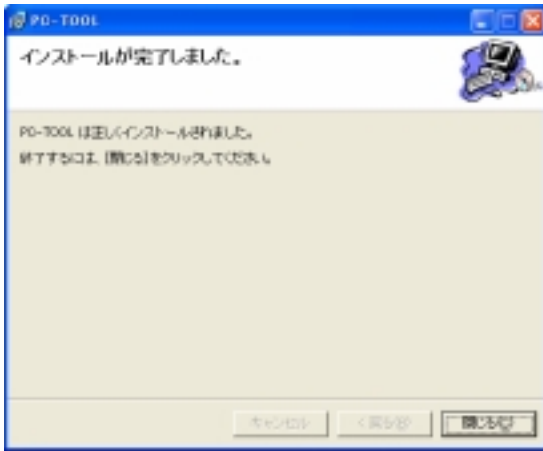 PO-TOOL
インストールが完了しました。
PO-TOOL は正しくインストールされました。
終了するには、[閉じる]をクリックしてください。
キャンセル
< 戻る(B)
閉じる(C)